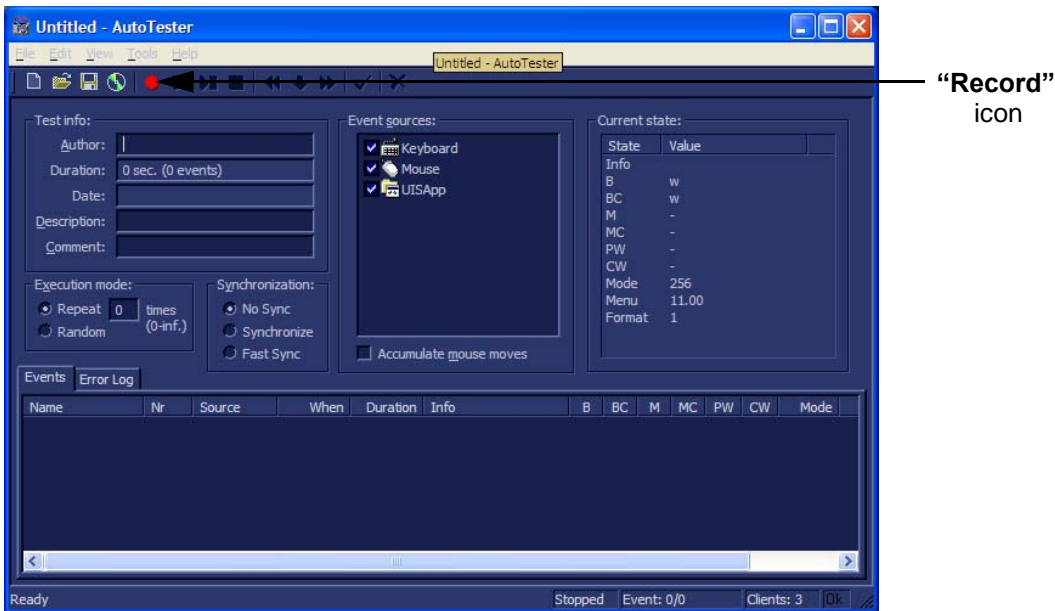 Untitled - AutoTester
File Edit View Tools Help
Untitled - AutoTester
“Record”
icon
Test info:
Author:
Duration: 0 sec. (0 events)
Date:
Description:
Comment:
Event sources:
Keyboard
Mouse
UISApp
Accumulate mouse moves
Current state:
State Value
Info
B w
BC w
M -
MC -
PW -
CW -
Mode 256
Menu 11.00
Format 1
Execution mode:
Repeat 0 times
(0-inf.)
Random
Synchronization:
No Sync
Synchronize
Fast Sync
Events Error Log
Name Nr Source When Duration Info B BC M MC PW CW Mode
Ready Stopped Event: 0/0 Clients: 3 Ok